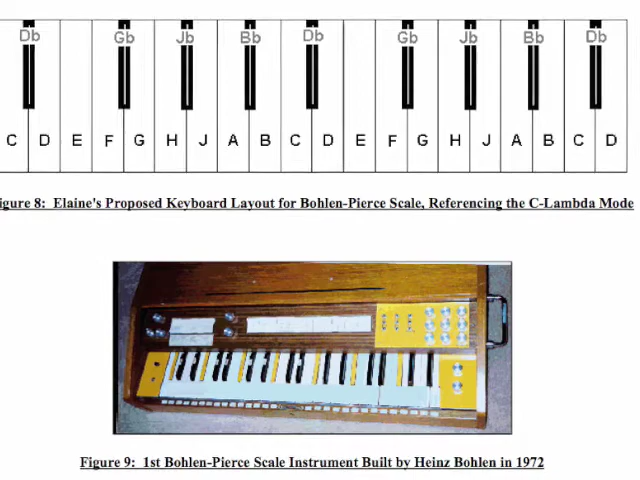 Db Gb Jb Bb Db Gb Jb Bb Db
C D E F G H J A B C D E F G H J A B C D
igure 8: Elaine's Proposed Keyboard Layout for Bohlen-Pierce Scale, Referencing the C-Lambda Mode
Figure 9: 1st Bohlen-Pierce Scale Instrument Built by Heinz Bohlen in 1972